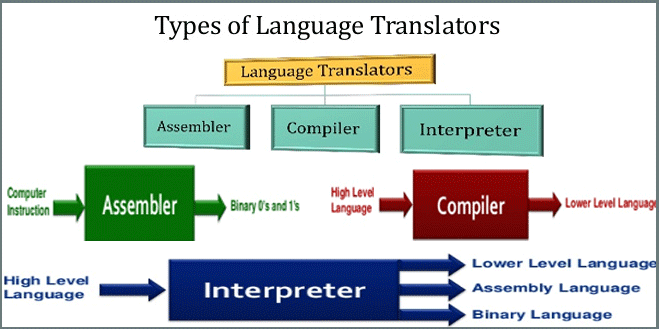 Types of Language Translators
Language Translators
Assembler
Compiler
Interpreter
Computer
Instruction
Assembler
Binary 0's and 1's
High Level
Language
Compiler
Lower Level Language
High Level
Language
Interpreter
Lower Level Language
Assembly Language
Binary Language